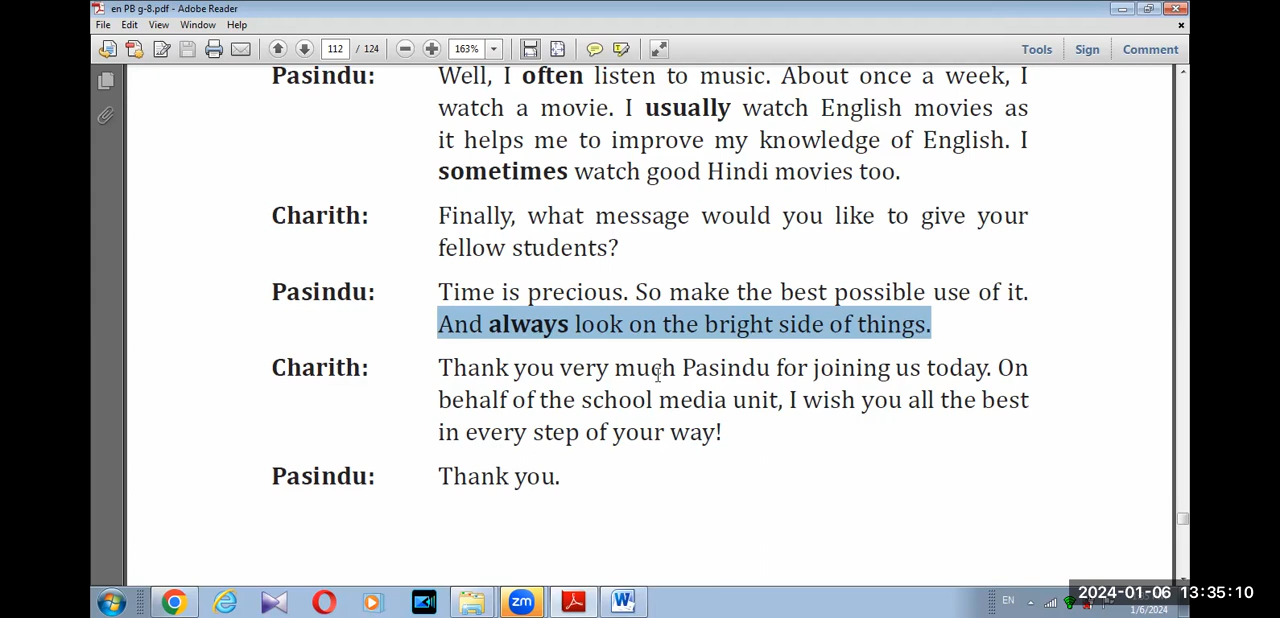 en PB g-8.pdf - Adobe Reader
File Edit View Window Help
112 / 124 163% Tools Sign Comment
Pasindu: Well, I often listen to music. About once a week, I
watch a movie. I usually watch English movies as
it helps me to improve my knowledge of English. I
sometimes watch good Hindi movies too.
Charith: Finally, what message would you like to give your
fellow students?
Pasindu: Time is precious. So make the best possible use of it.
And always look on the bright side of things.
Charith: Thank you very much Pasindu for joining us today. On
behalf of the school media unit, I wish you all the best
in every step of your way!
Pasindu: Thank you.
zm W EN
2024-01-06 13:35:10
1/6/2024